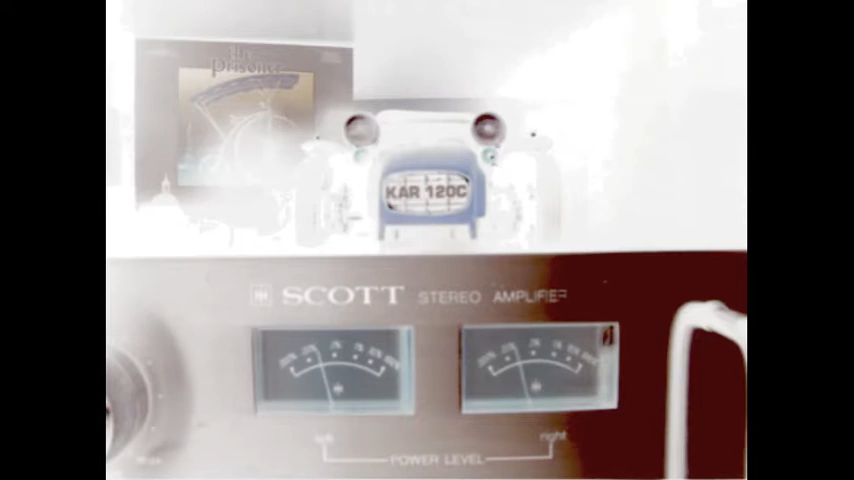 The
Prisoner
KAR 120C
SCOTT STEREO AMPLIFIER
left right
POWER LEVEL